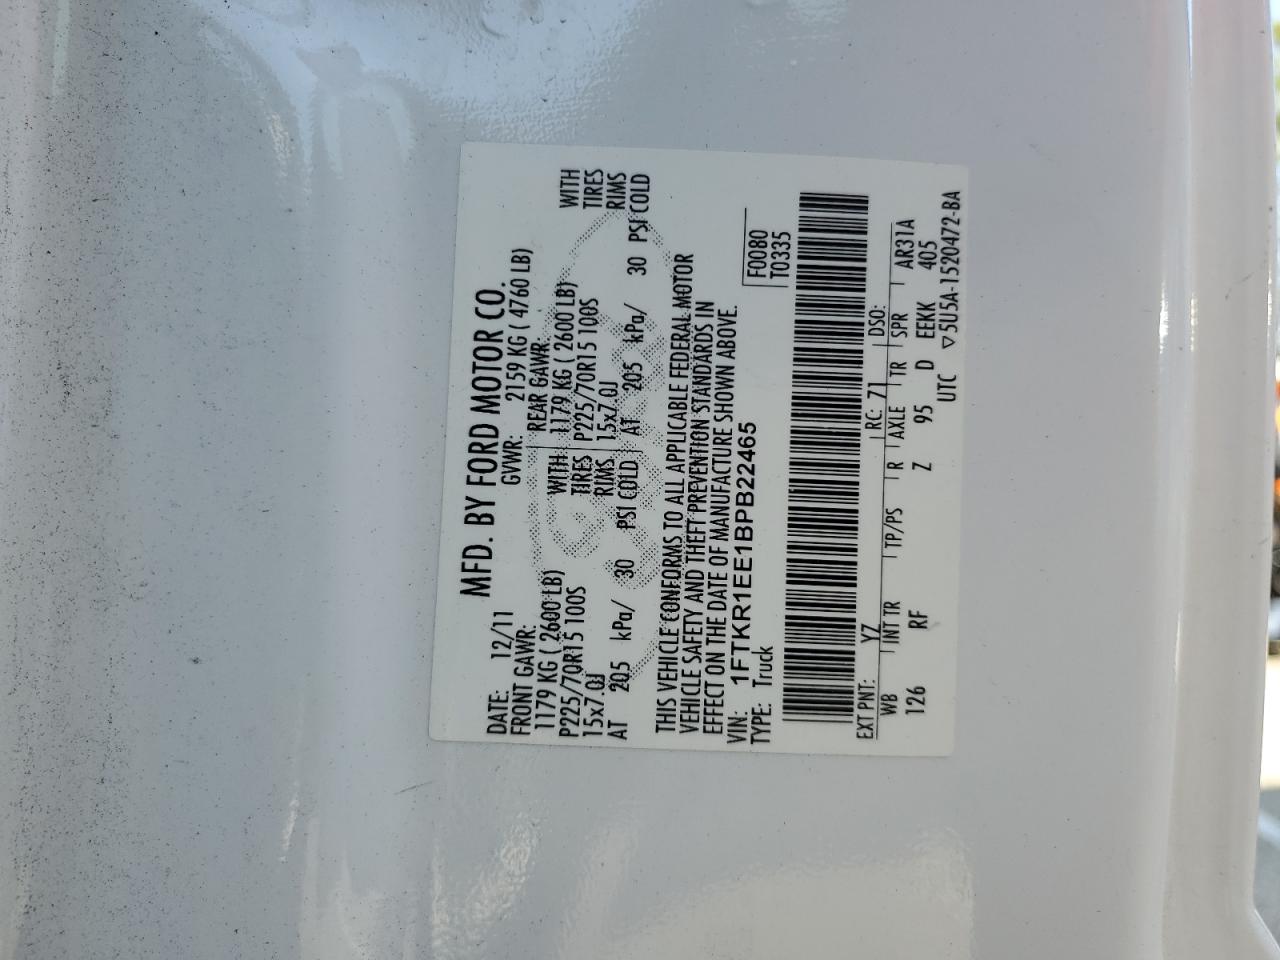 MFD. BY FORD MOTOR CO.
DATE: 12/11 GVWR: 2159 KG ( 4760 LB)
FRONT GAWR: REAR GAWR:
1179 KG ( 2600 LB) WITH 1179 KG ( 2600 LB) WITH
P225/70R15 100S TIRES P225/70R15 100S TIRES
15x7.0J RIMS 15x7.0J RIMS
AT 205 kPa/ 30 PSI COLD AT 205 kPa/ 30 PSI COLD
THIS VEHICLE CONFORMS TO ALL APPLICABLE FEDERAL MOTOR
VEHICLE SAFETY AND THEFT PREVENTION STANDARDS IN
EFFECT ON THE DATE OF MANUFACTURE SHOWN ABOVE.
VIN: 1FTKR1EE1BPB22465 F0080
TYPE: Truck T0335
EXT PNT: YZ RC: 71 DSO:
WB INT TR TP/PS R AXLE TR SPR AR31A
126 RF Z 95 D EEKK 405
UTC ▽5U5A-1520472-BA